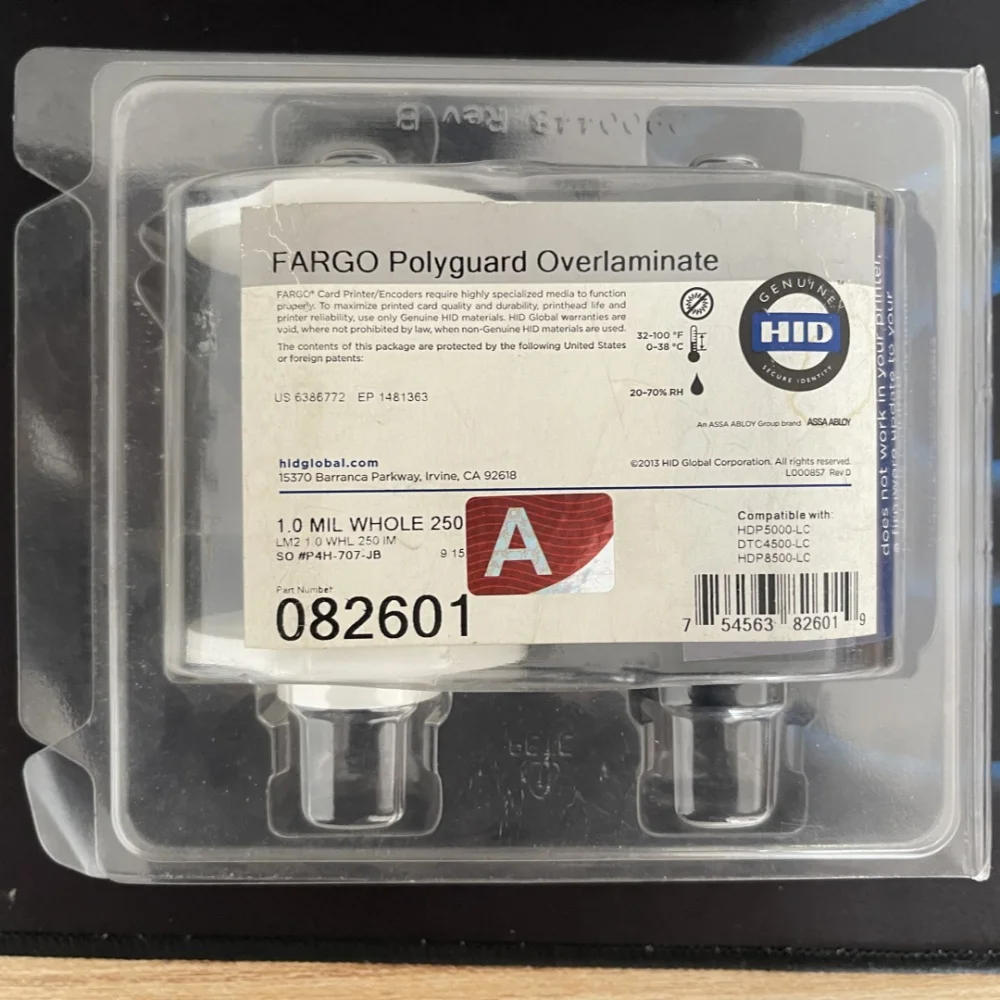 FARGO Polyguard Overlaminate
FARGO® Card Printer/Encoders require highly specialized media to function
properly. To maximize printed card quality and durability, printhead life and
printer reliability, use only Genuine HID materials. HID Global warranties are
void, where not prohibited by law, when non-Genuine HID materials are used.
The contents of this package are protected by the following United States
or foreign patents:
US 6386772 EP 1481363
32-100 °F
0-38 °C
20-70% RH
GENUINE
HID
SECURE IDENTITY
An ASSA ABLOY Group brand ASSA ABLOY
hidglobal.com
15370 Barranca Parkway, Irvine, CA 92618
©2013 HID Global Corporation. All rights reserved.
L000857 Rev D
1.0 MIL WHOLE 250
LM2 1.0 WHL 250 IM
SO #P4H-707-JB
9 15
A
Part Number
082601
Compatible with:
HDP5000-LC
DTC4500-LC
HDP8500-LC
7 54563 82601 9
does not work in your printer,
a firmware update to your
Rev B